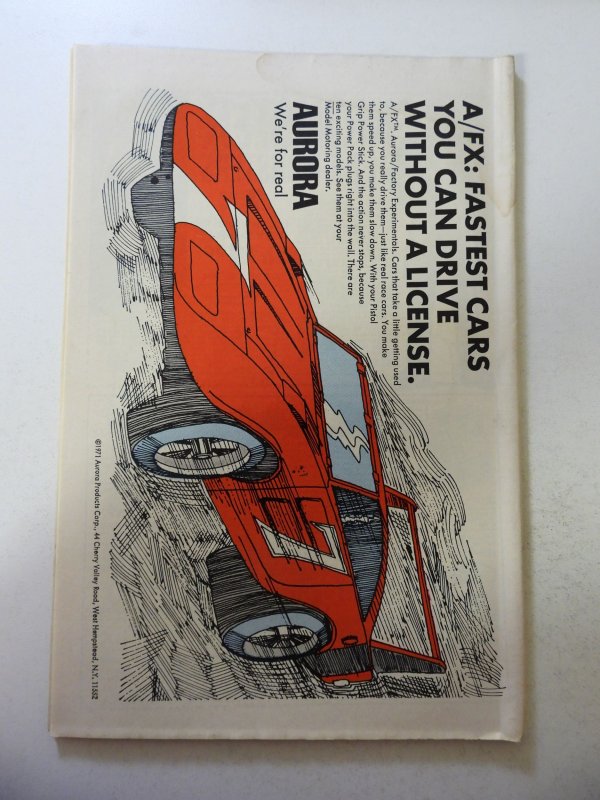 A/FX: FASTEST CARS
YOU CAN DRIVE
WITHOUT A LICENSE.
A/FX™. Aurora/Factory Experimentals. Cars that take a little getting used
to, because you really drive them—just like real race cars. You make
them speed up, you make them slow down. With your Pistol
Grip Power Stick. And the action never stops, because
your Power Pack plugs right into the wall. There are
ten exciting models. See them at your
Model Motoring dealer.
AURORA
We're for real
7
©1971 Aurora Products Corp., 44 Cherry Valley Road, West Hempstead, N.Y. 11552